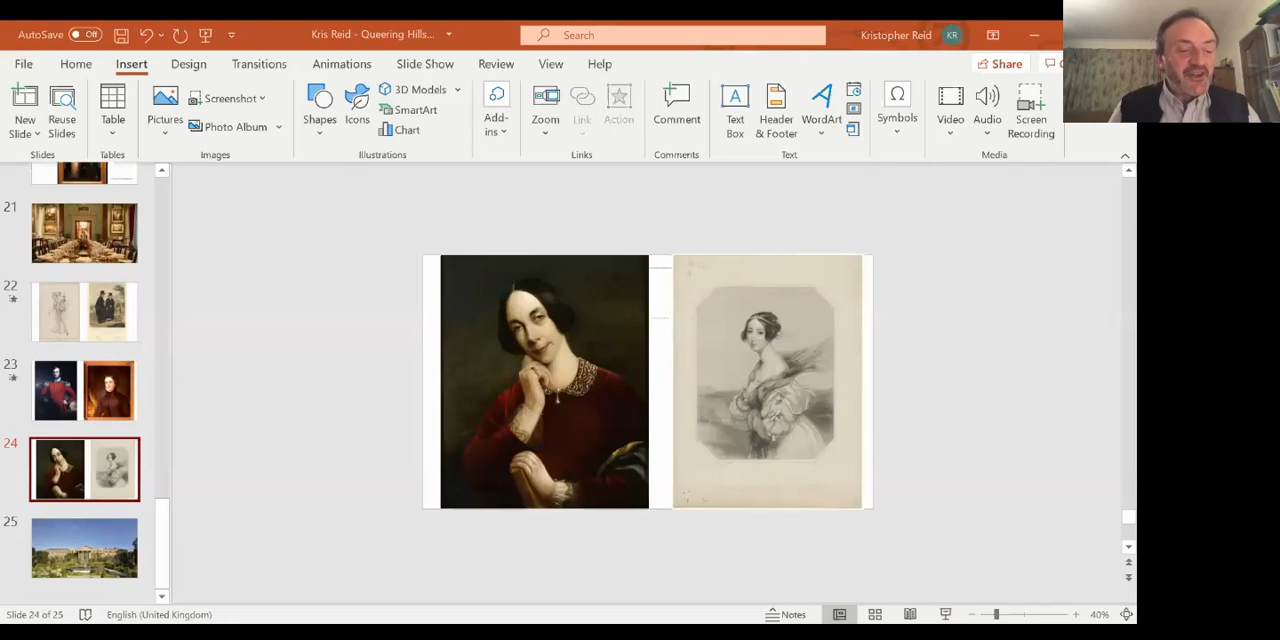 AutoSave Off
Kris Reid - Queering Hills...
Search
Kristopher Reid KR
File Home Insert Design Transitions Animations Slide Show Review View Help
Share
New Slide
Reuse Slides
Table
Pictures
Screenshot
Photo Album
Shapes
Icons
3D Models
SmartArt
Chart
Add-ins
Zoom
Link
Action
Comment
Text Box
Header & Footer
WordArt
Symbols
Video
Audio
Screen Recording
Slides Tables Images Illustrations Links Comments Text Media
21
22
23
24
25
Slide 24 of 25 English (United Kingdom) Notes 40%